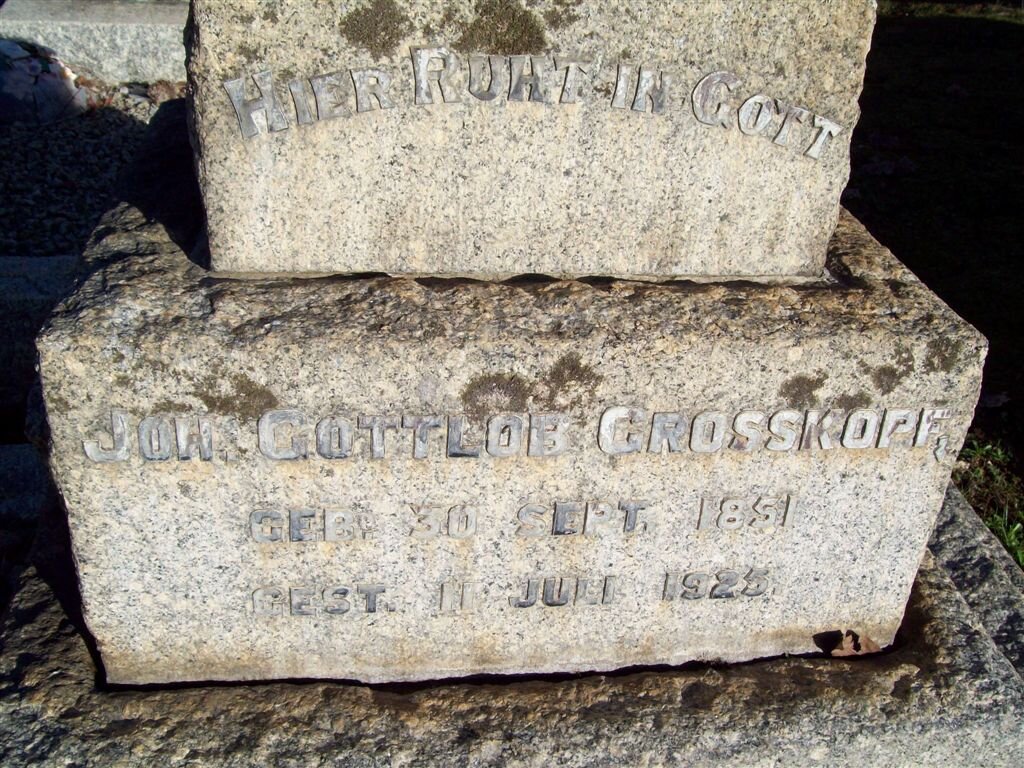 HIER RUHT IN GOTT
JOH. GOTTLOB GROSSKOPF,
GEB. 30 SEPT. 1851
GEST. 11 JULI 1925.